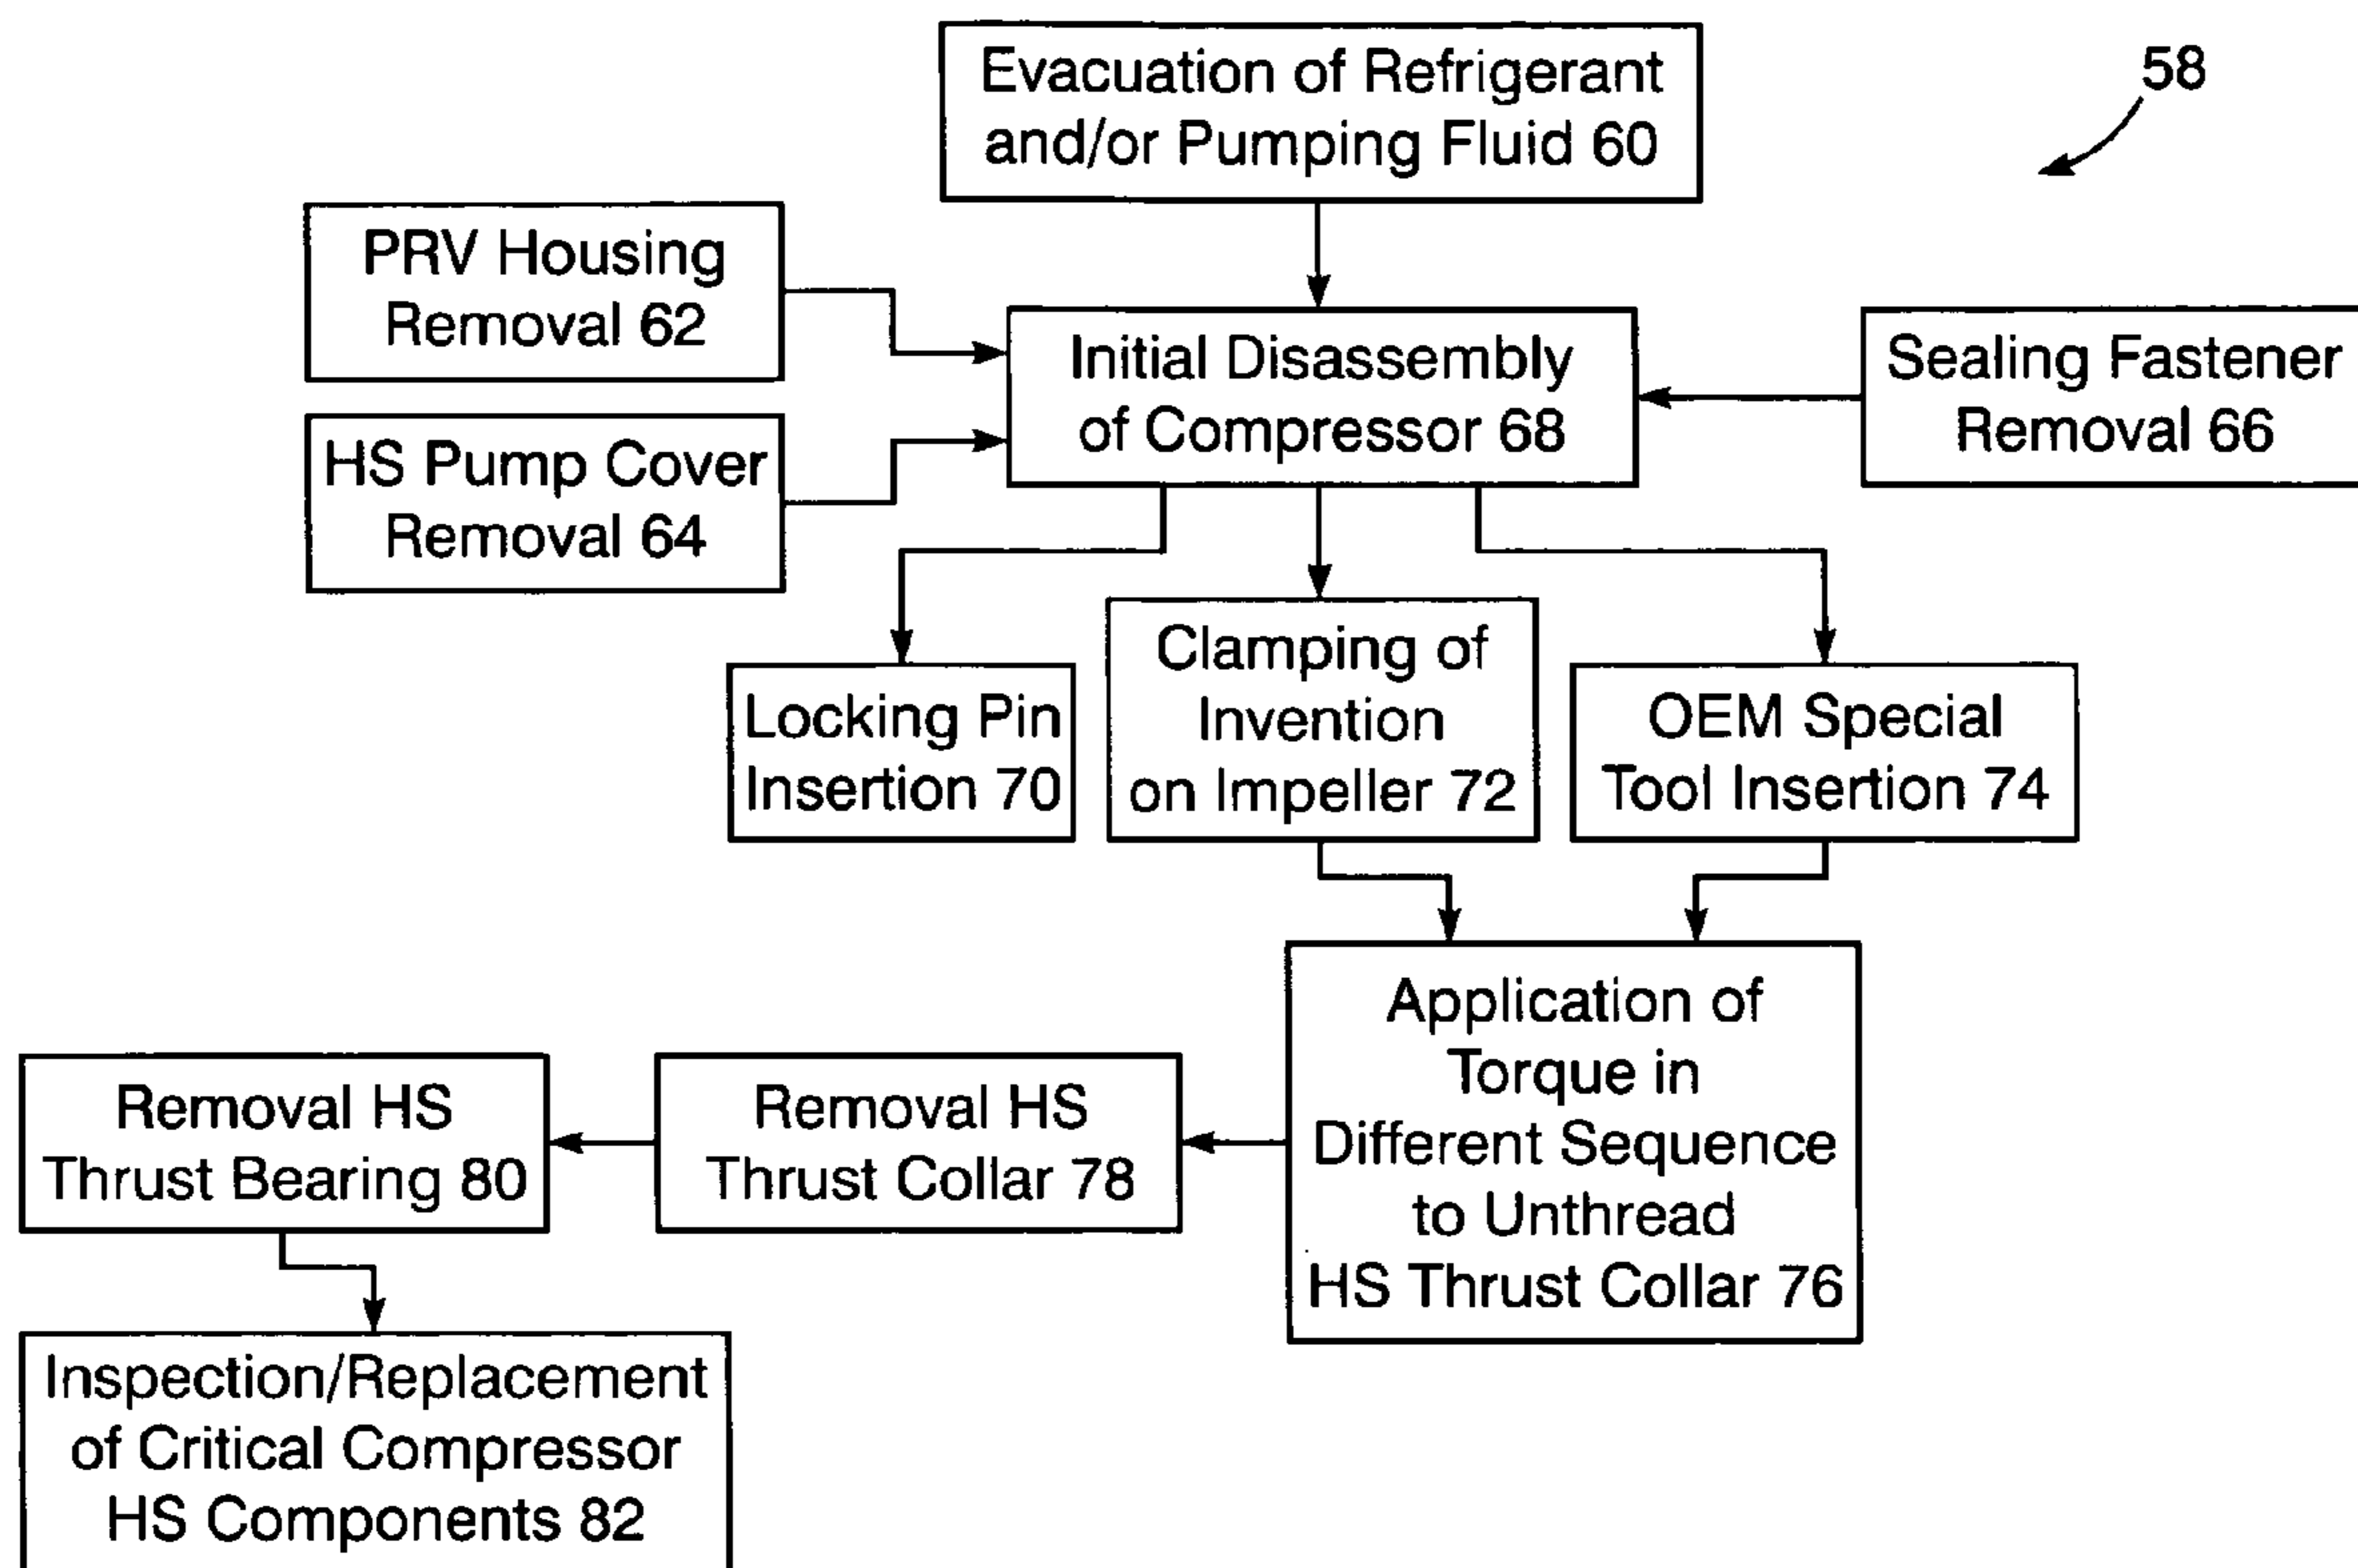 Evacuation of Refrigerant
and/or Pumping Fluid 60
58
PRV Housing
Removal 62
HS Pump Cover
Removal 64
Initial Disassembly
of Compressor 68
Sealing Fastener
Removal 66
Locking Pin
Insertion 70
Clamping of
Invention
on Impeller 72
OEM Special
Tool Insertion 74
Application of
Torque in
Different Sequence
to Unthread
HS Thrust Collar 76
Removal HS
Thrust Collar 78
Removal HS
Thrust Bearing 80
Inspection/Replacement
of Critical Compressor
HS Components 82